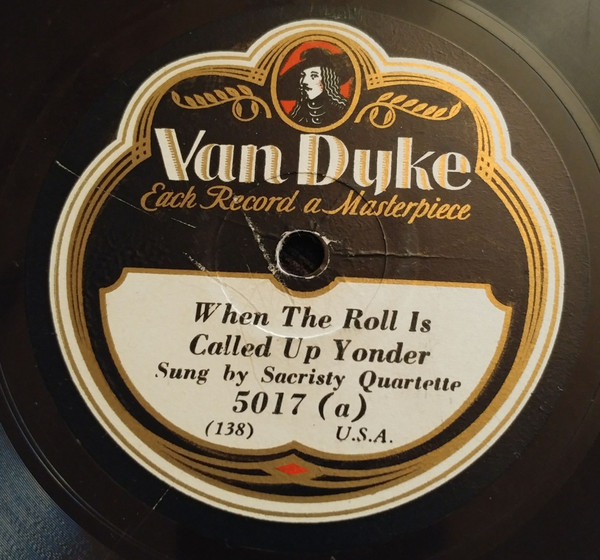 Van Dyke
Each Record a Masterpiece
When The Roll Is
Called Up Yonder
Sung by Sacristy Quartette
5017 (a)
(138) U.S.A.